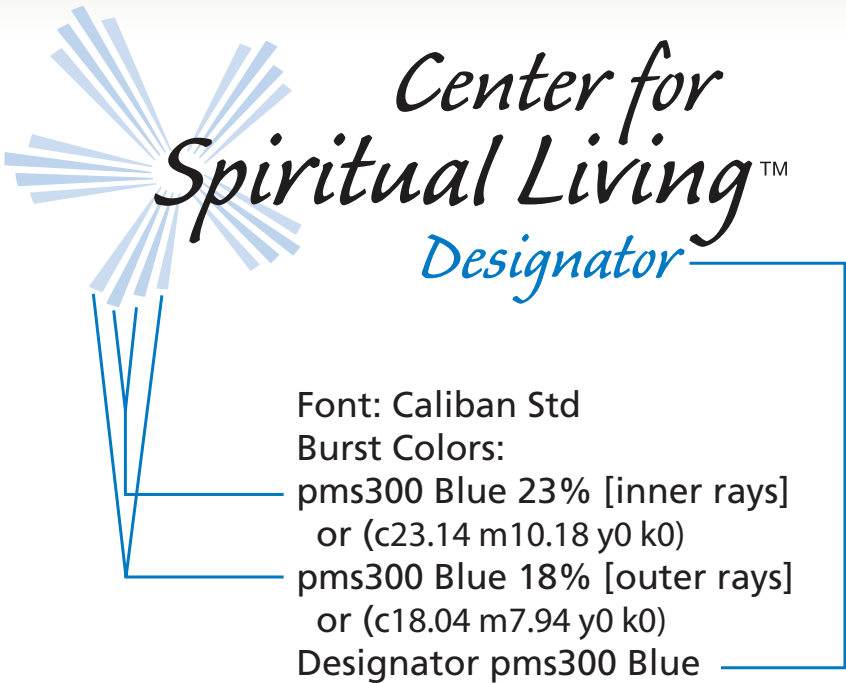 Center for
Spiritual Living™
Designator
Font: Caliban Std
Burst Colors:
pms300 Blue 23% [inner rays]
or (c23.14 m10.18 y0 k0)
pms300 Blue 18% [outer rays]
or (c18.04 m7.94 y0 k0)
Designator pms300 Blue